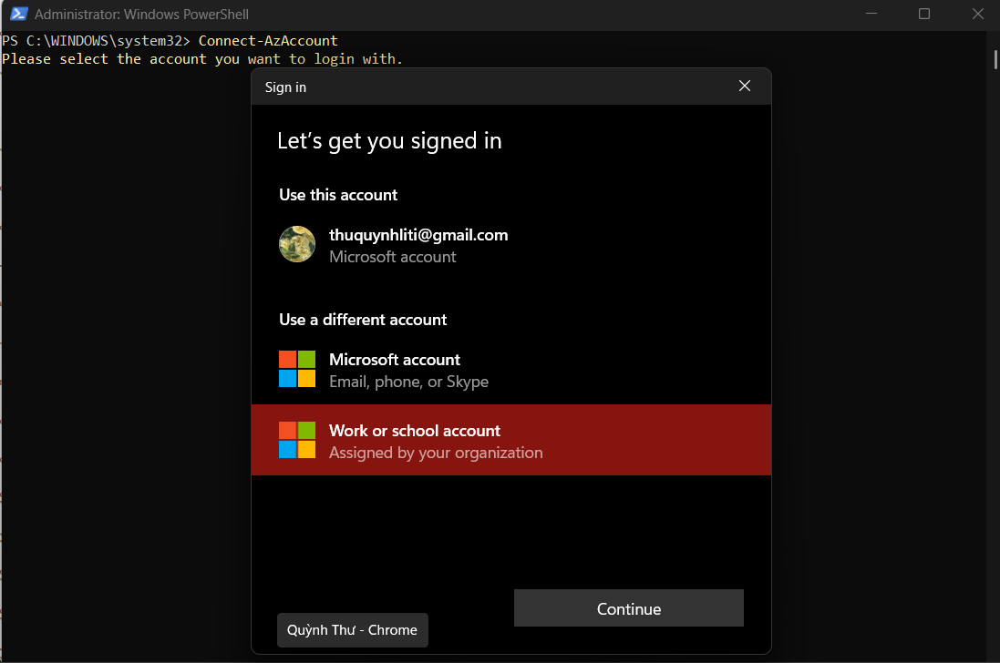 Administrator: Windows PowerShell
PS C:\WINDOWS\system32> Connect-AzAccount
Please select the account you want to login with.
Sign in
Let's get you signed in
Use this account
thuquynhliti@gmail.com
Microsoft account
Use a different account
Microsoft account
Email, phone, or Skype
Work or school account
Assigned by your organization
Continue
Quỳnh Thư - Chrome